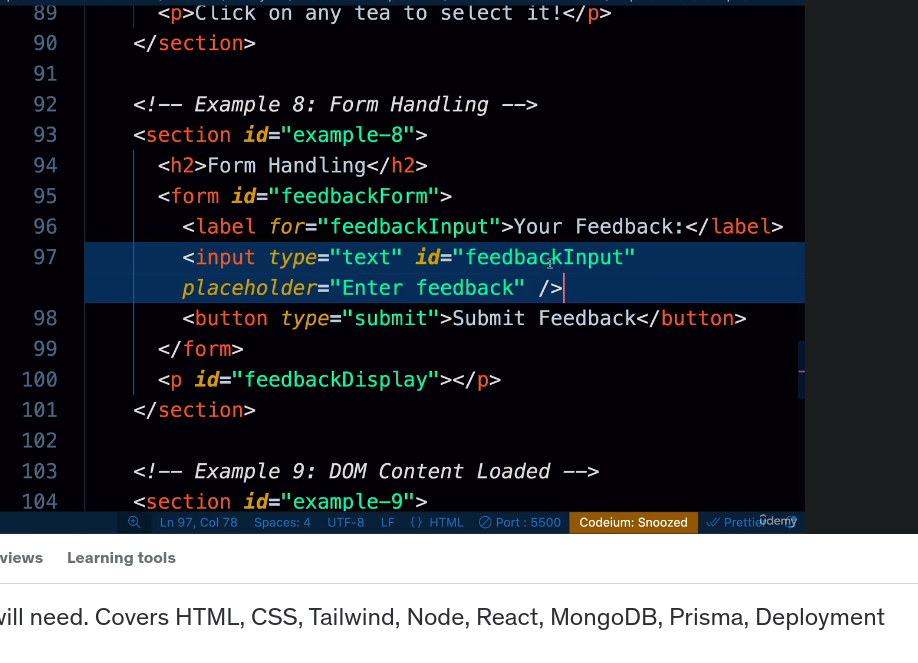 89 <p>Click on any tea to select it!</p>
90 </section>
91
92 <!-- Example 8: Form Handling -->
93 <section id="example-8">
94 <h2>Form Handling</h2>
95 <form id="feedbackForm">
96 <label for="feedbackInput">Your Feedback:</label>
97 <input type="text" id="feedbackInput"
placeholder="Enter feedback" />
98 <button type="submit">Submit Feedback</button>
99 </form>
100 <p id="feedbackDisplay"></p>
101 </section>
102
103 <!-- Example 9: DOM Content Loaded -->
104 <section id="example-9">
Ln 97, Col 78 Spaces: 4 UTF-8 LF {} HTML Port : 5500 Codeium: Snoozed Prettier ûdemy
views Learning tools
will need. Covers HTML, CSS, Tailwind, Node, React, MongoDB, Prisma, Deployment